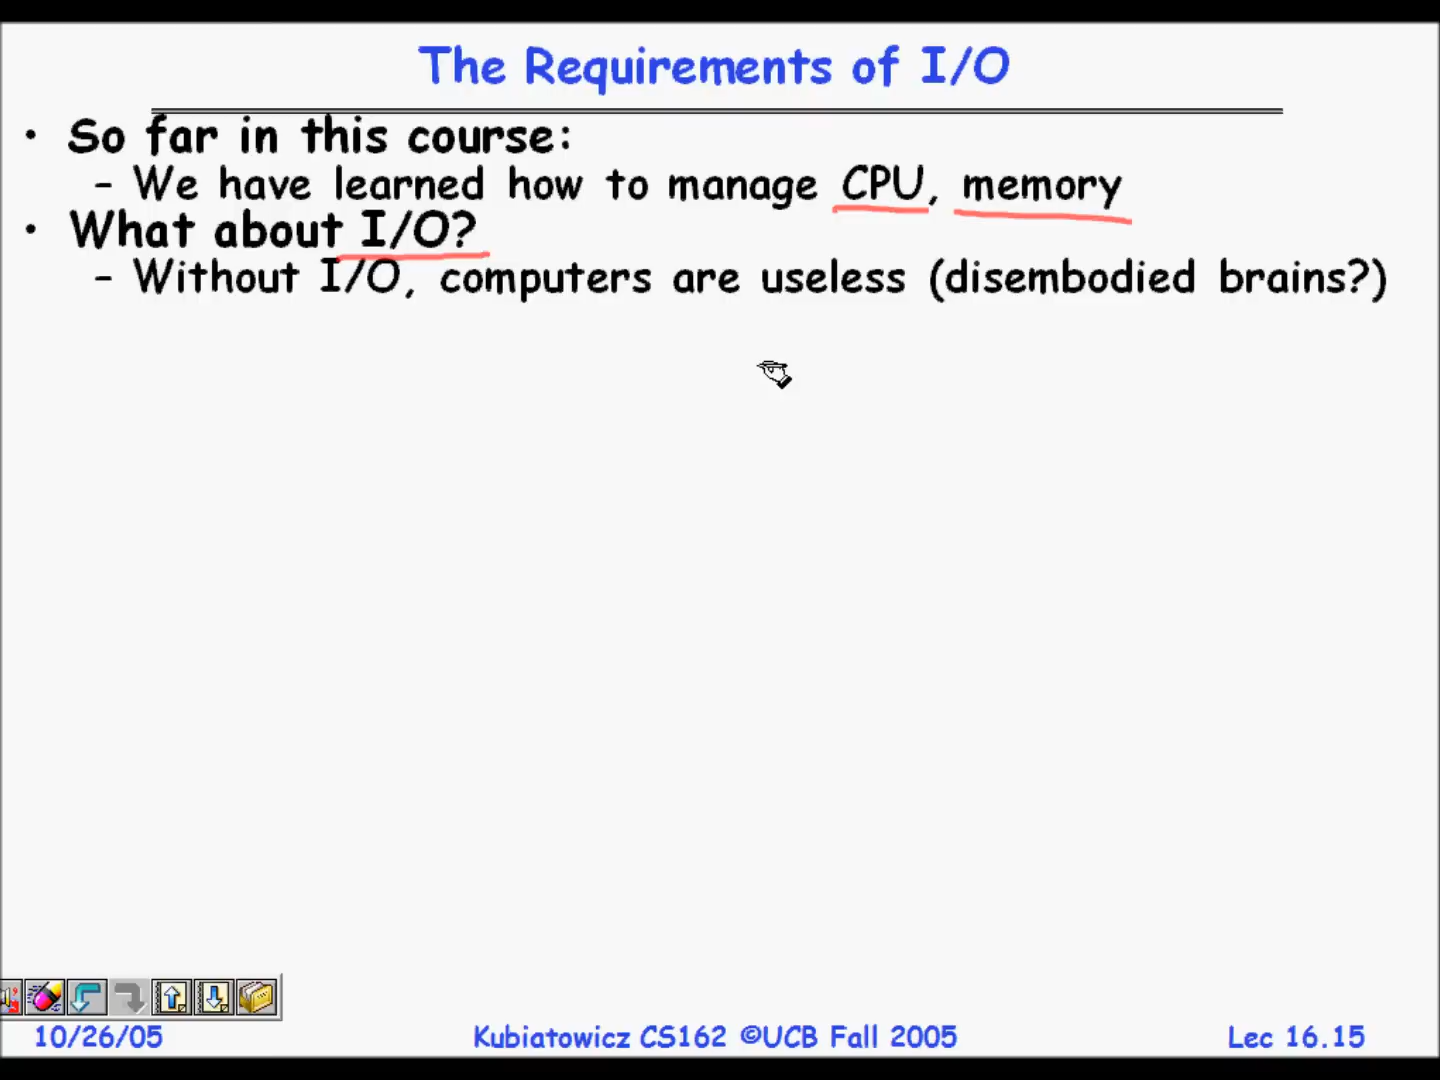 The Requirements of I/O
• So far in this course:
– We have learned how to manage CPU, memory
• What about I/O?
– Without I/O, computers are useless (disembodied brains?)
10/26/05 Kubiatowicz CS162 ©UCB Fall 2005 Lec 16.15